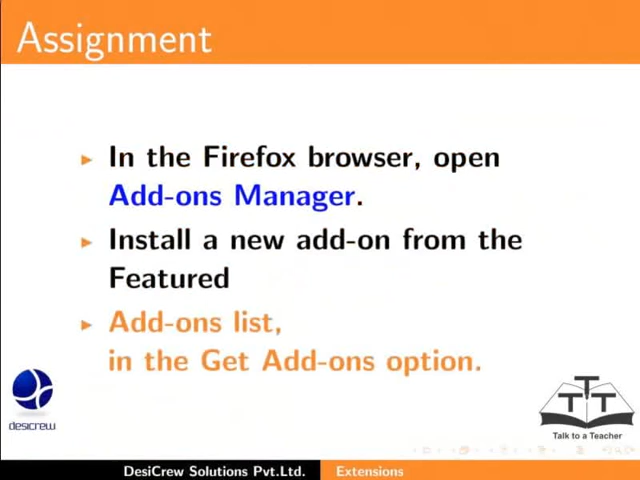 Assignment
In the Firefox browser, open
Add-ons Manager.
Install a new add-on from the
Featured
Add-ons list,
in the Get Add-ons option.
desicrew
TTT
Talk to a Teacher
DesiCrew Solutions Pvt.Ltd.
Extensions